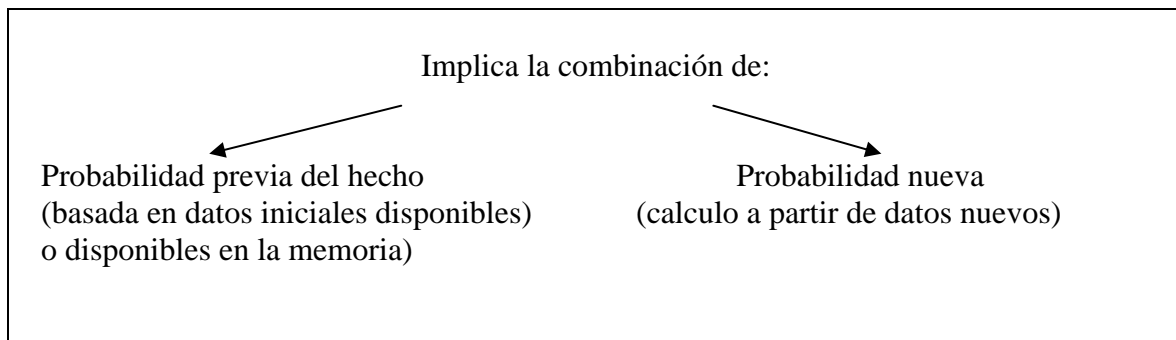 Implica la combinación de:
Probabilidad previa del hecho
(basada en datos iniciales disponibles)
o disponibles en la memoria)
Probabilidad nueva
(calculo a partir de datos nuevos)